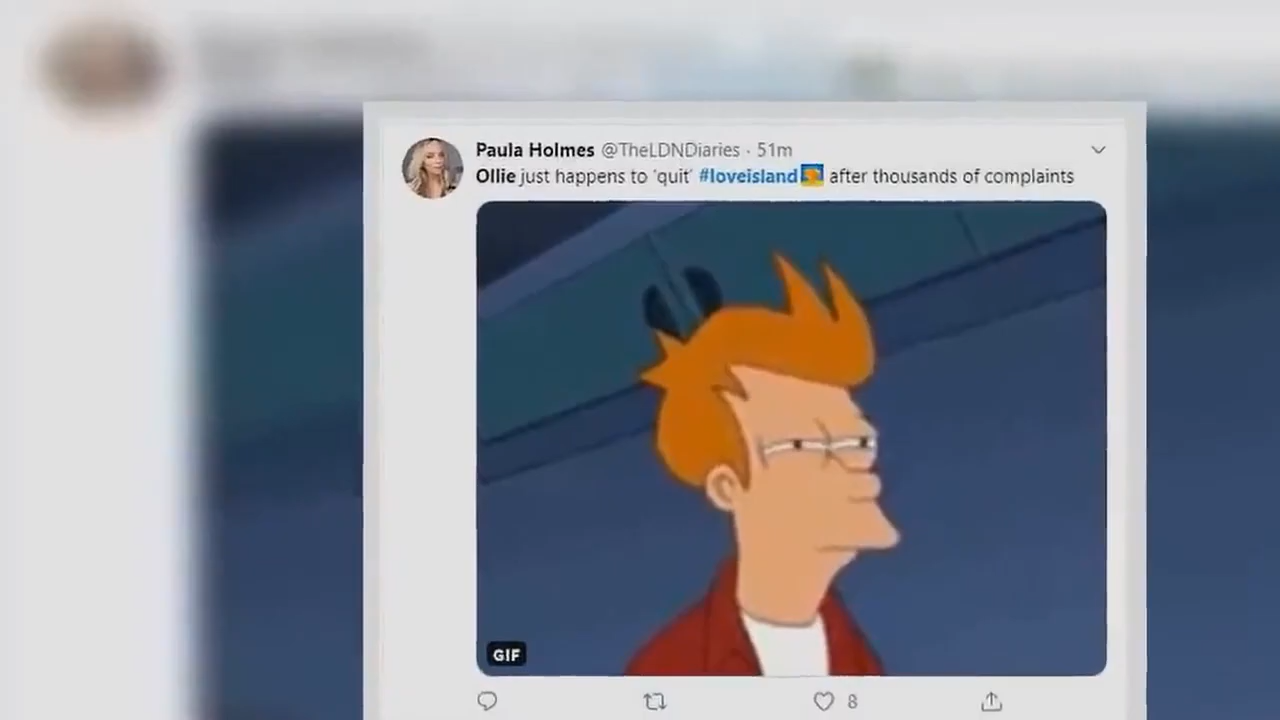 Paula Holmes @TheLDNDiaries · 51m
Ollie just happens to 'quit' #loveisland after thousands of complaints
GIF
8